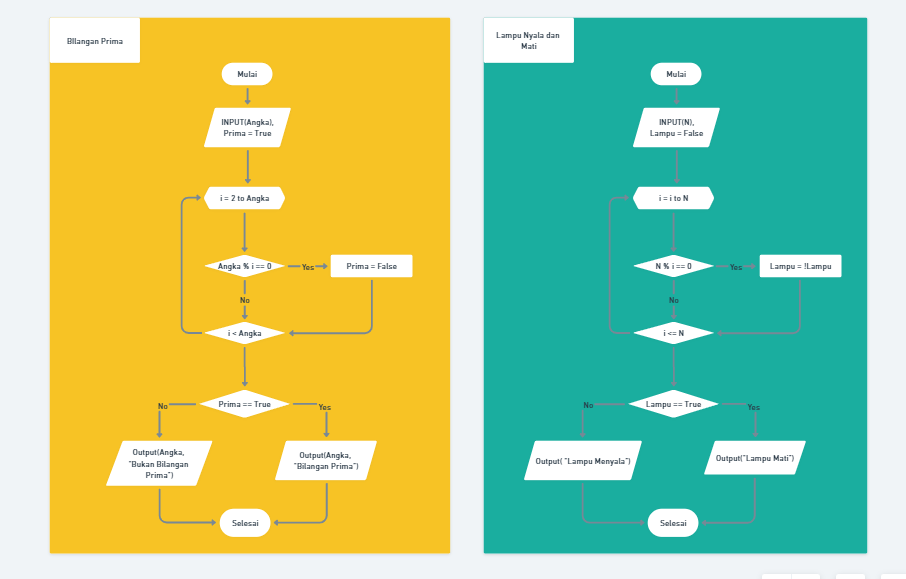 BIlangan Prima
Mulai
INPUT(Angka),
Prima = True
i = 2 to Angka
Angka % i == 0
Yes
Prima = False
No
i < Angka
Prima == True
No
Yes
Output(Angka,
"Bukan Bilangan
Prima")
Output(Angka,
"Bilangan Prima")
Selesai
Lampu Nyala dan
Mati
Mulai
INPUT(N),
Lampu = False
i = i to N
N % i == 0
Yes
Lampu = !Lampu
No
i <= N
Lampu == True
No
Yes
Output( "Lampu Menyala")
Output("Lampu Mati")
Selesai